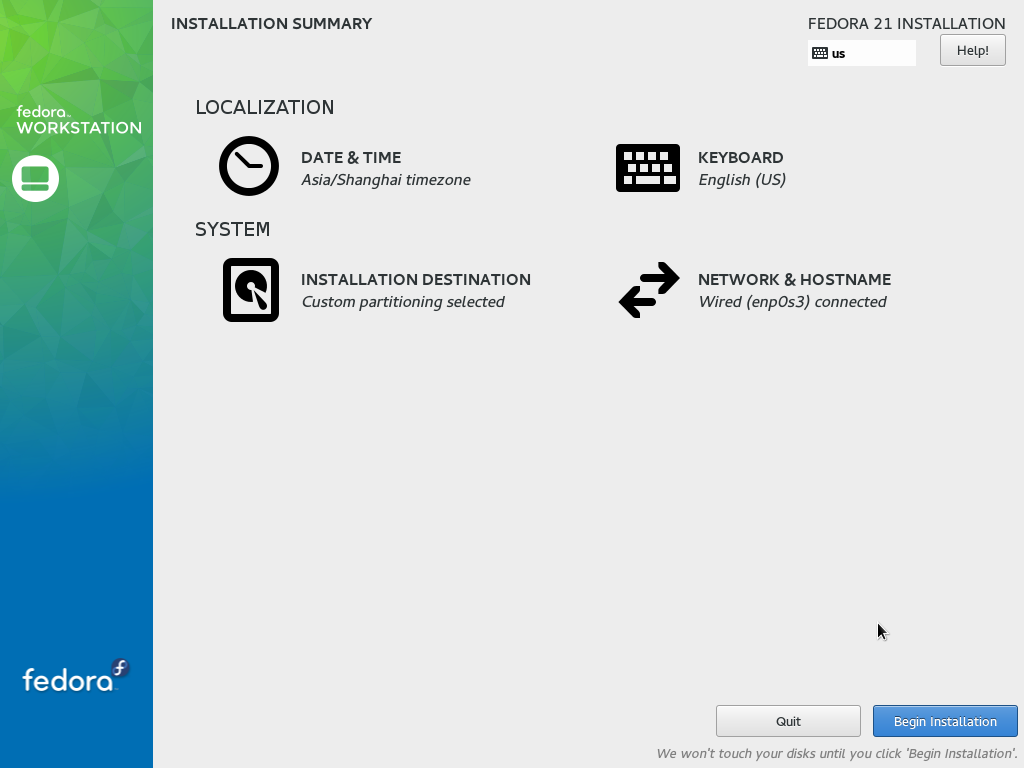 INSTALLATION SUMMARY
FEDORA 21 INSTALLATION
us
Help!
fedora
WORKSTATION
LOCALIZATION
DATE & TIME
Asia/Shanghai timezone
KEYBOARD
English (US)
SYSTEM
INSTALLATION DESTINATION
Custom partitioning selected
NETWORK & HOSTNAME
Wired (enp0s3) connected
fedora
Quit
Begin Installation
We won't touch your disks until you click 'Begin Installation'.